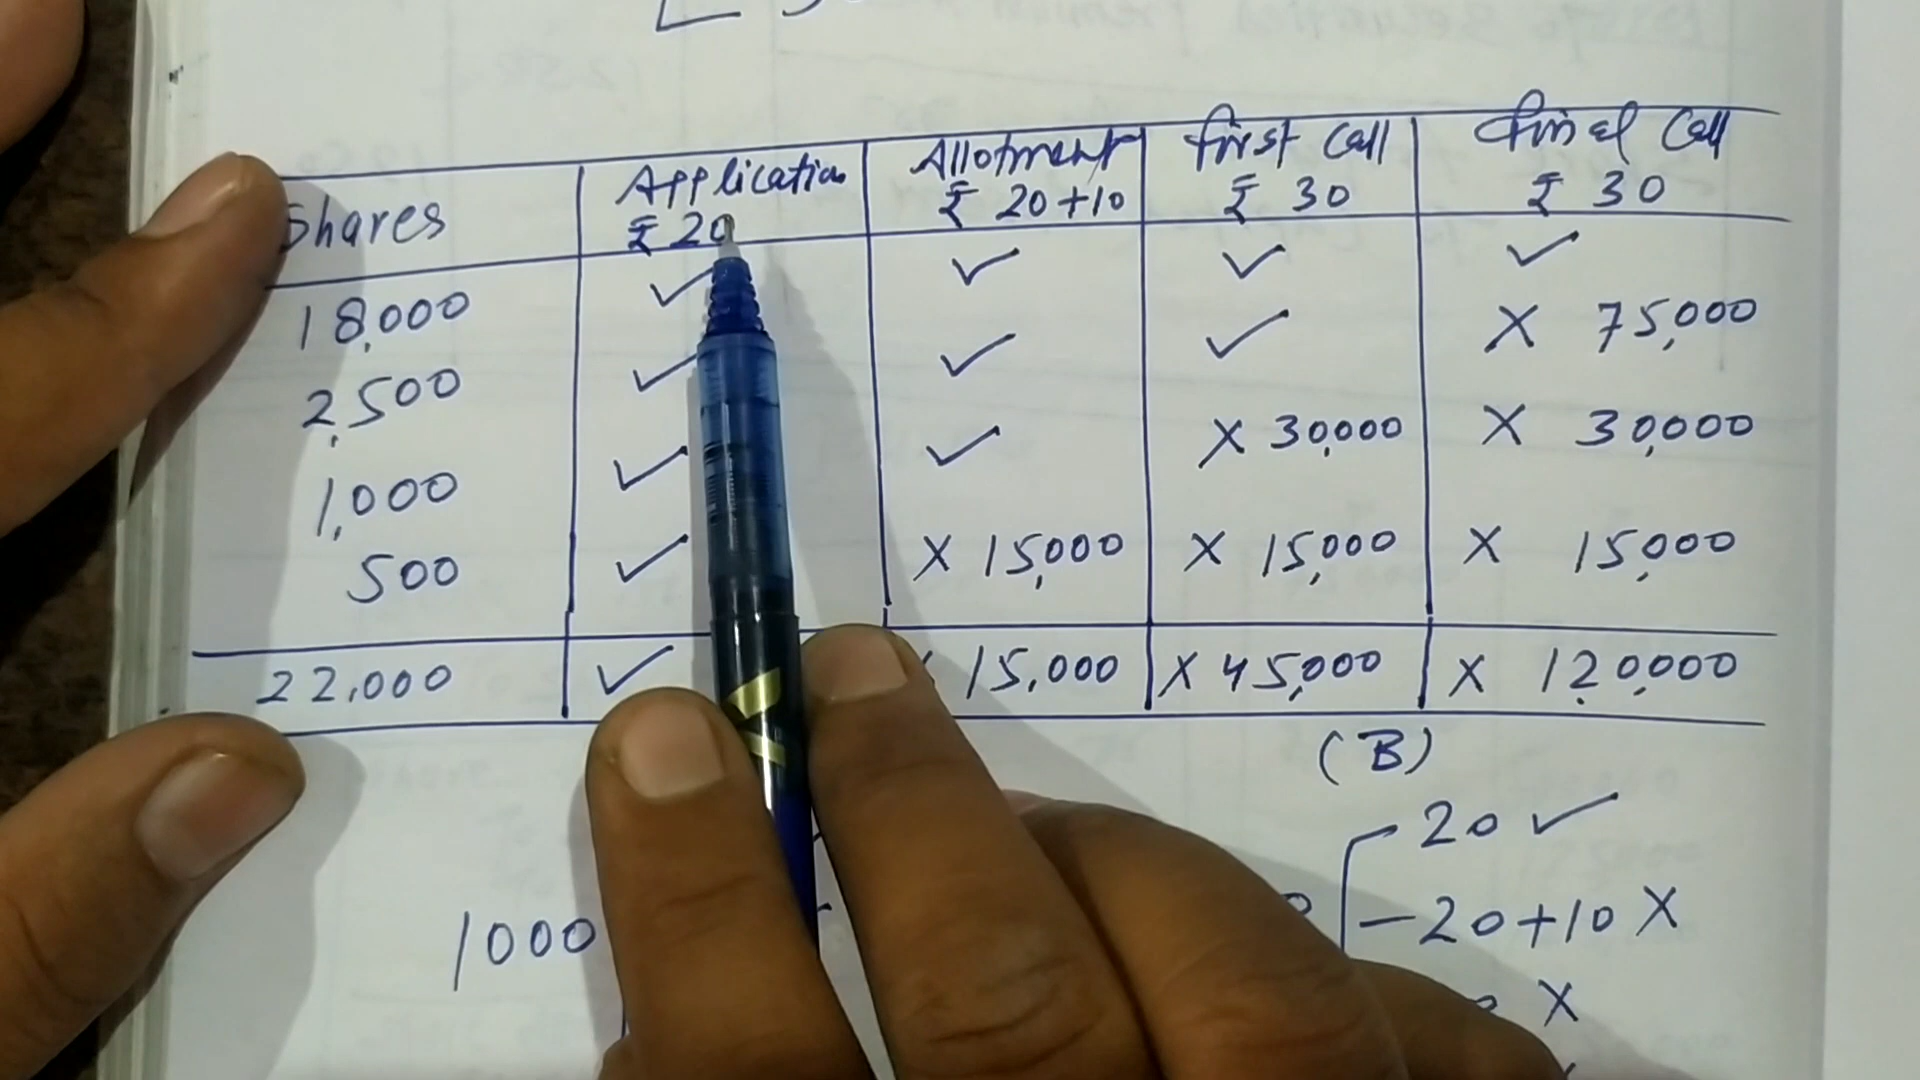 Shares Application ₹ 20 Allotment ₹ 20+10 First Call ₹ 30 Final Call ₹ 30
18,000 ✓ ✓ ✓ ✓
2,500 ✓ ✓ ✓ X 75,000
1,000 ✓ ✓ X 30,000 X 30,000
500 ✓ X 15,000 X 15,000 X 15,000
22,000 ✓ 15,000 X 45,000 X 120,000
(B)
20 ✓
1000 - 20+10 X
X